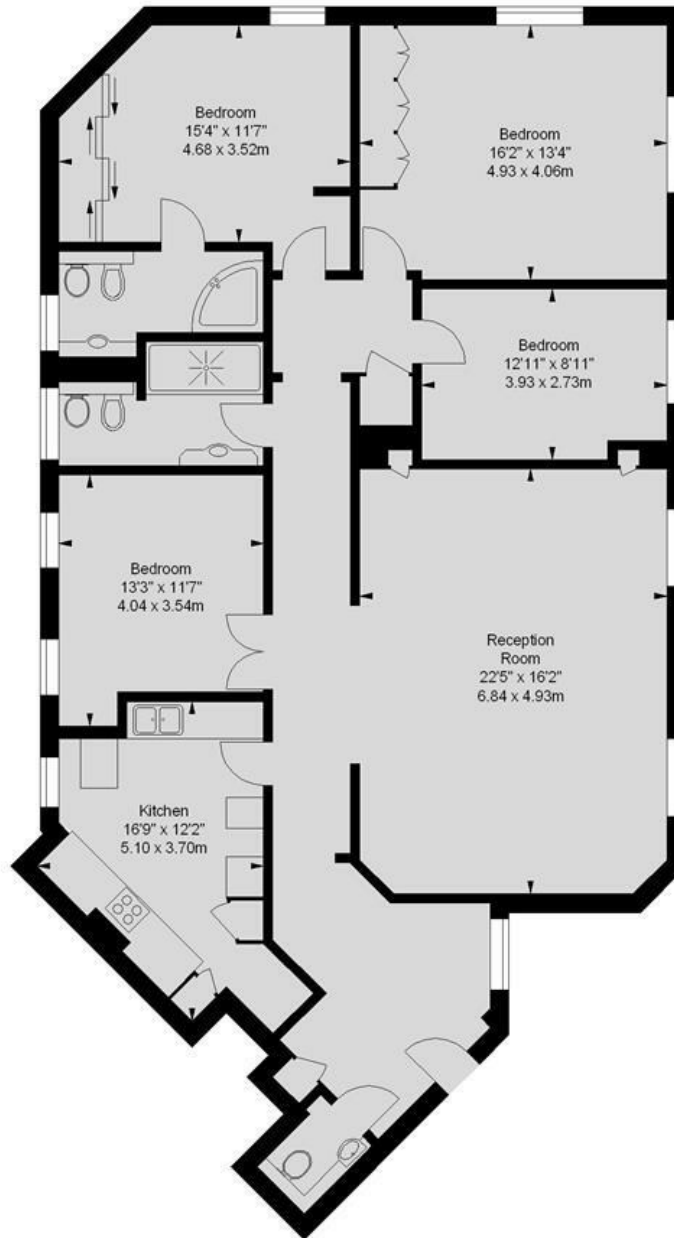 Bedroom
15'4" x 11'7"
4.68 x 3.52m
Bedroom
16'2" x 13'4"
4.93 x 4.06m
Bedroom
12'11" x 8'11"
3.93 x 2.73m
Bedroom
13'3" x 11'7"
4.04 x 3.54m
Reception
Room
22'5" x 16'2"
6.84 x 4.93m
Kitchen
16'9" x 12'2"
5.10 x 3.70m